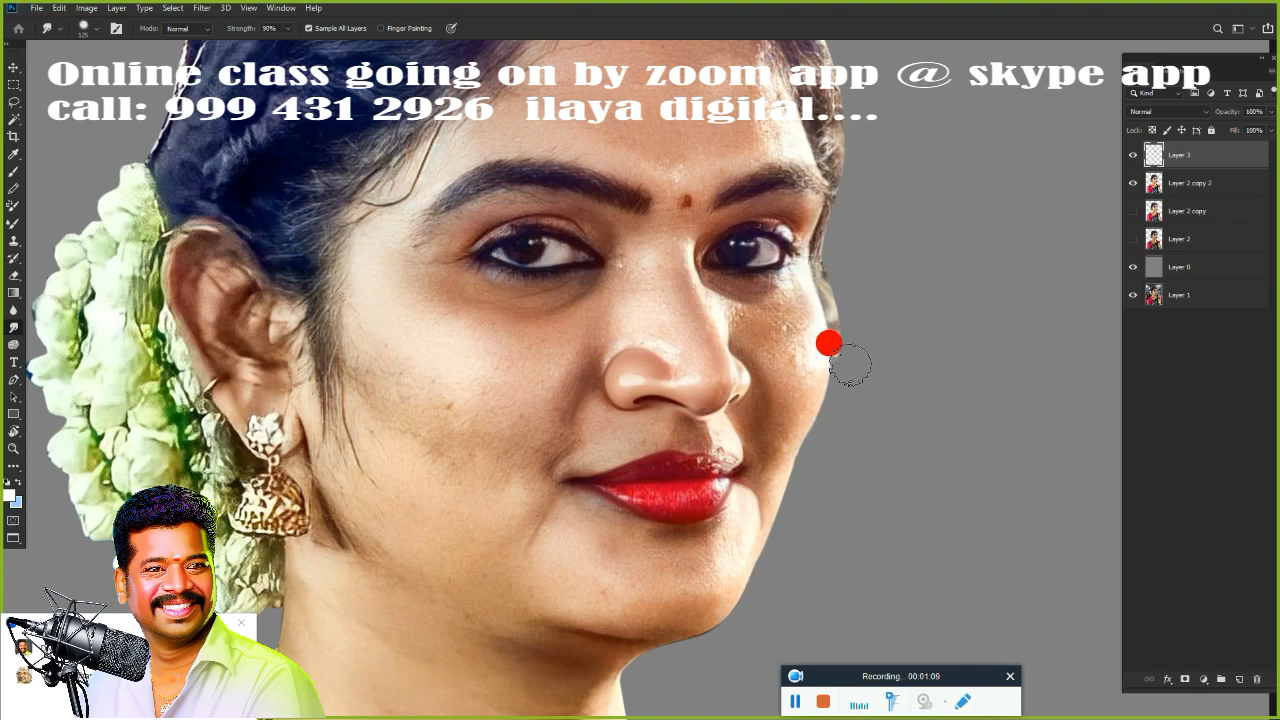 File Edit Image Layer Type Select Filter 3D View Window Help
125 Mode: Normal Strength: 90% Sample All Layers Finger Painting
Online class going on by zoom app @ skype app
call: 999 431 2926 ilaya digital....
Kind
Normal Opacity: 100%
Lock: Fill: 100%
Layer 3
Layer 2 copy 2
Layer 2 copy
Layer 2
Layer 0
Layer 1
Recording... 00:01:09